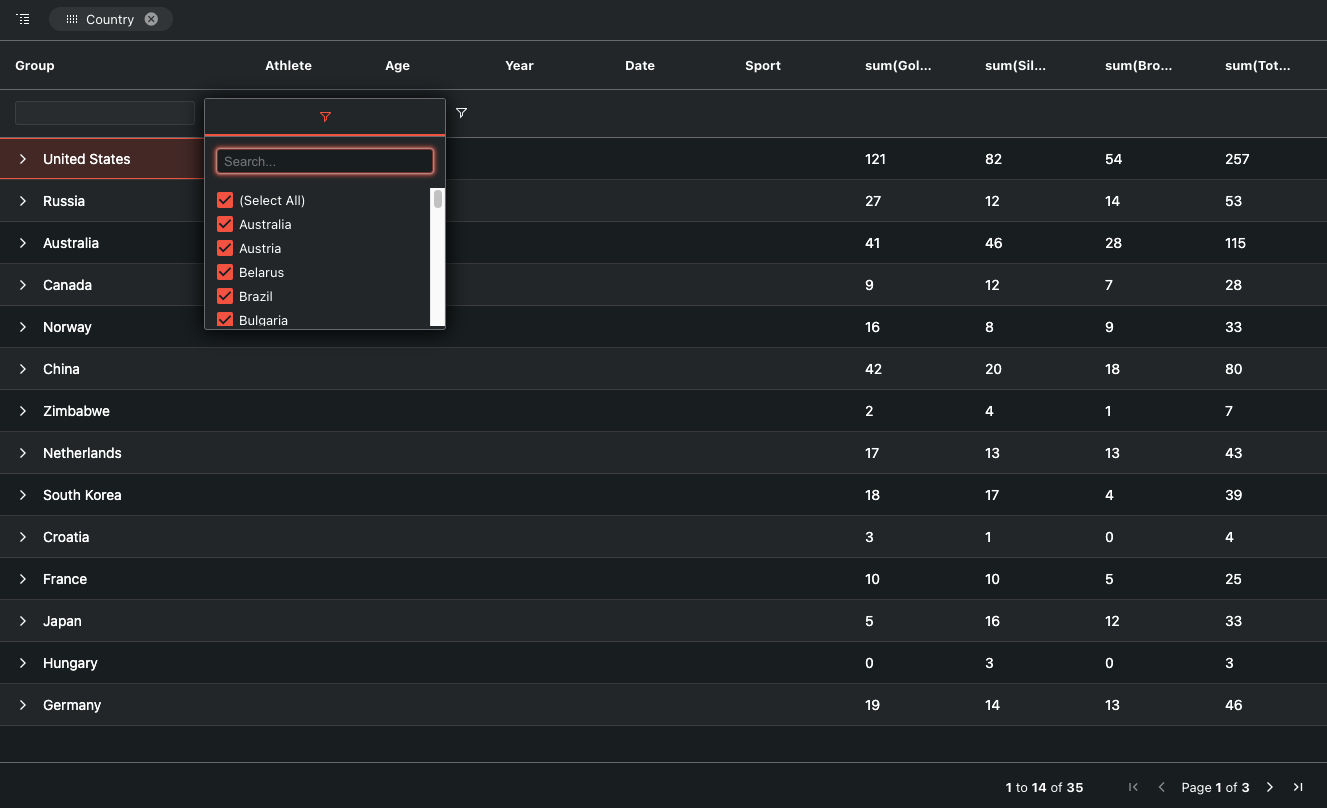 Country
Group Athlete Age Year Date Sport sum(Gol... sum(Sil... sum(Bro... sum(Tot...
Search...
(Select All)
Australia
Austria
Belarus
Brazil
Bulgaria
United States 121 82 54 257
Russia 27 12 14 53
Australia 41 46 28 115
Canada 9 12 7 28
Norway 16 8 9 33
China 42 20 18 80
Zimbabwe 2 4 1 7
Netherlands 17 13 13 43
South Korea 18 17 4 39
Croatia 3 1 0 4
France 10 10 5 25
Japan 5 16 12 33
Hungary 0 3 0 3
Germany 19 14 13 46
1 to 14 of 35 Page 1 of 3